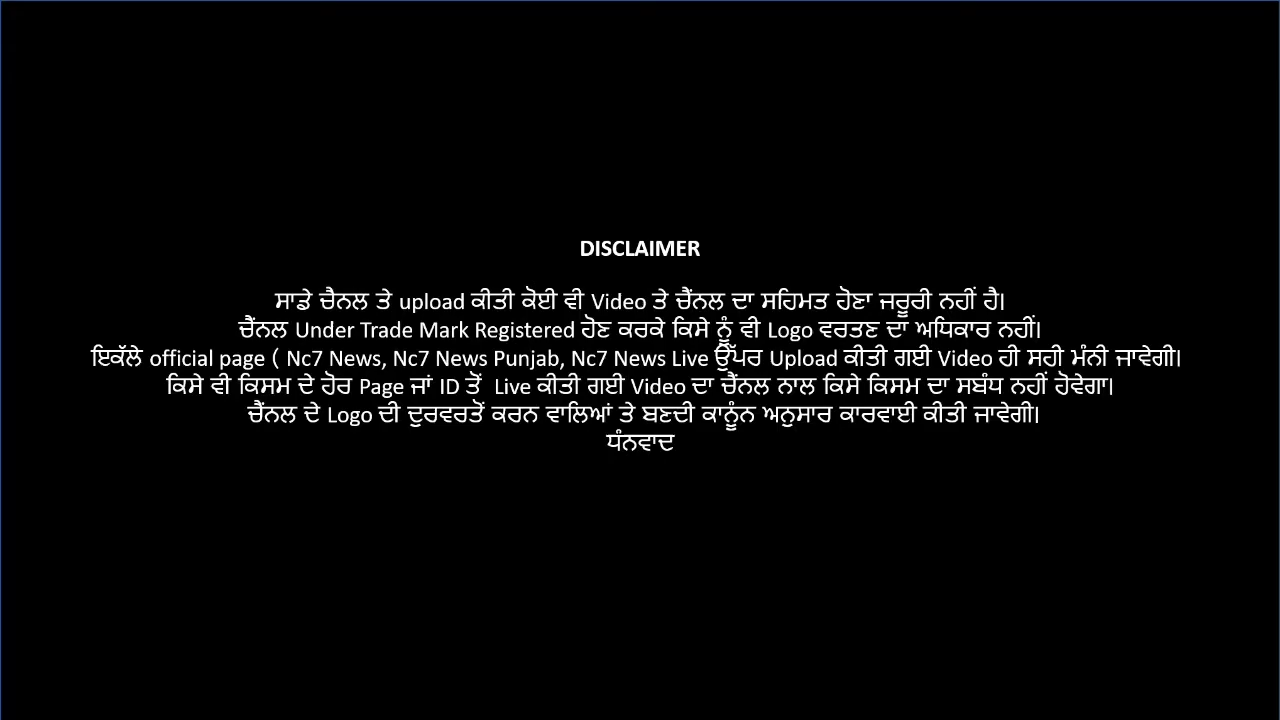 DISCLAIMER
ਸਾਡੇ ਚੈਨਲ ਤੇ upload ਕੀਤੀ ਕੋਈ ਵੀ Video ਤੇ ਚੈੱਨਲ ਦਾ ਸਹਿਮਤ ਹੋਣਾ ਜਰੂਰੀ ਨਹੀਂ ਹੈ।
ਚੈੱਨਲ Under Trade Mark Registered ਹੋਣ ਕਰਕੇ ਕਿਸੇ ਨੂੰ ਵੀ Logo ਵਰਤਣ ਦਾ ਅਧਿਕਾਰ ਨਹੀਂ।
ਇਕੱਲੇ official page ( Nc7 News, Nc7 News Punjab, Nc7 News Live ਉੱਪਰ Upload ਕੀਤੀ ਗਈ Video ਹੀ ਸਹੀ ਮੰਨੀ ਜਾਵੇਗੀ।
ਕਿਸੇ ਵੀ ਕਿਸਮ ਦੇ ਹੋਰ Page ਜਾਂ ID ਤੋਂ Live ਕੀਤੀ ਗਈ Video ਦਾ ਚੈੱਨਲ ਨਾਲ ਕਿਸੇ ਕਿਸਮ ਦਾ ਸਬੰਧ ਨਹੀਂ ਹੋਵੇਗਾ।
ਚੈੱਨਲ ਦੇ Logo ਦੀ ਦੁਰਵਰਤੋਂ ਕਰਨ ਵਾਲਿਆਂ ਤੇ ਬਣਦੀ ਕਾਨੂੰਨ ਅਨੁਸਾਰ ਕਾਰਵਾਈ ਕੀਤੀ ਜਾਵੇਗੀ।
ਧੰਨਵਾਦ